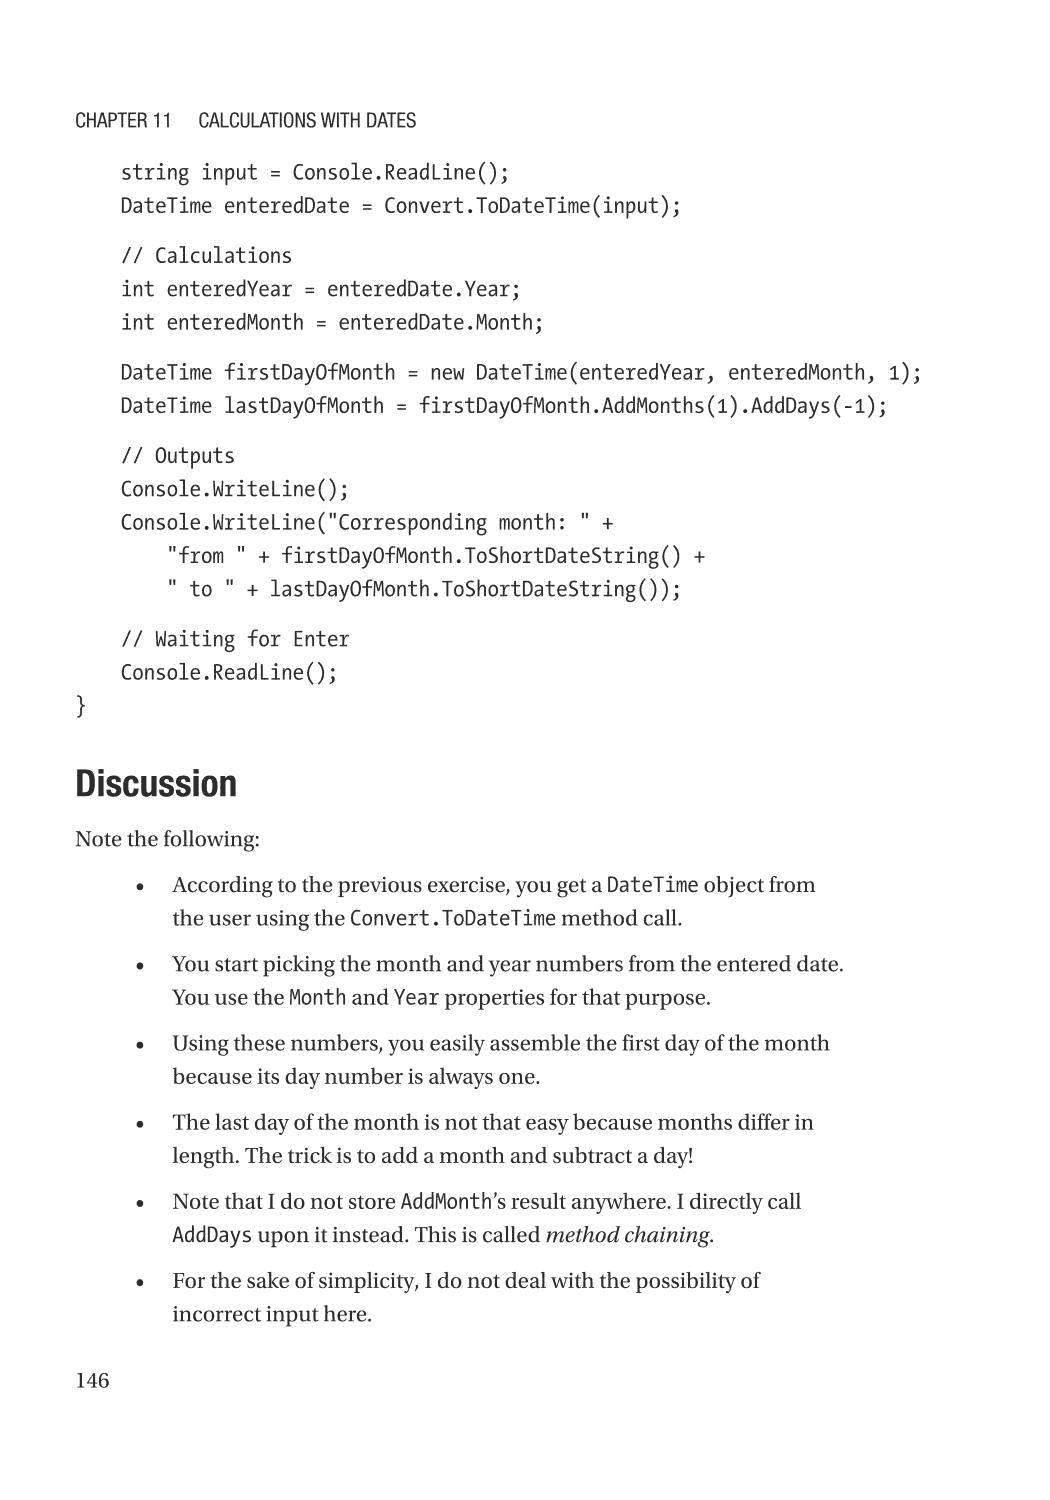 CHAPTER 11 CALCULATIONS WITH DATES
string input = Console.ReadLine();
DateTime enteredDate = Convert.ToDateTime(input);
// Calculations
int enteredYear = enteredDate.Year;
int enteredMonth = enteredDate.Month;
DateTime firstDayOfMonth = new DateTime(enteredYear, enteredMonth, 1);
DateTime lastDayOfMonth = firstDayOfMonth.AddMonths(1).AddDays(-1);
// Outputs
Console.WriteLine();
Console.WriteLine("Corresponding month: " +
"from " + firstDayOfMonth.ToShortDateString() +
" to " + lastDayOfMonth.ToShortDateString());
// Waiting for Enter
Console.ReadLine();
}
Discussion
Note the following:
• According to the previous exercise, you get a DateTime object from
the user using the Convert.ToDateTime method call.
• You start picking the month and year numbers from the entered date.
You use the Month and Year properties for that purpose.
• Using these numbers, you easily assemble the first day of the month
because its day number is always one.
• The last day of the month is not that easy because months differ in
length. The trick is to add a month and subtract a day!
• Note that I do not store AddMonth’s result anywhere. I directly call
AddDays upon it instead. This is called method chaining.
• For the sake of simplicity, I do not deal with the possibility of
incorrect input here.
146